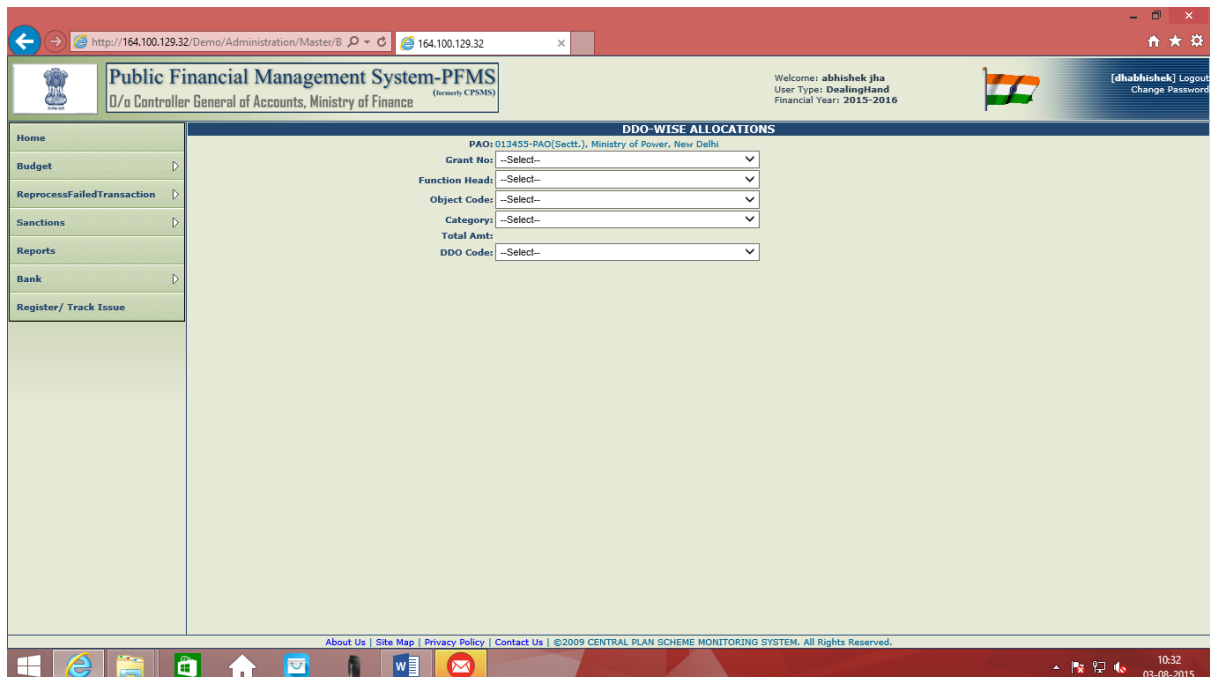 http://164.100.129.32/Demo/Administration/Master/B
164.100.129.32
Public Financial Management System-PFMS
(formerly CPSMS)
O/o Controller General of Accounts, Ministry of Finance
Welcome: abhishek jha
User Type: DealingHand
Financial Year: 2015-2016
[dhabhishek] Logout
Change Password
Home
Budget
ReprocessFailedTransaction
Sanctions
Reports
Bank
Register/ Track Issue
DDO-WISE ALLOCATIONS
PAO: 013455-PAO(Sectt.), Ministry of Power, New Delhi
Grant No: --Select--
Function Head: --Select--
Object Code: --Select--
Category: --Select--
Total Amt:
DDO Code: --Select--
About Us | Site Map | Privacy Policy | Contact Us | ©2009 CENTRAL PLAN SCHEME MONITORING SYSTEM. All Rights Reserved.
10:32
03-08-2015